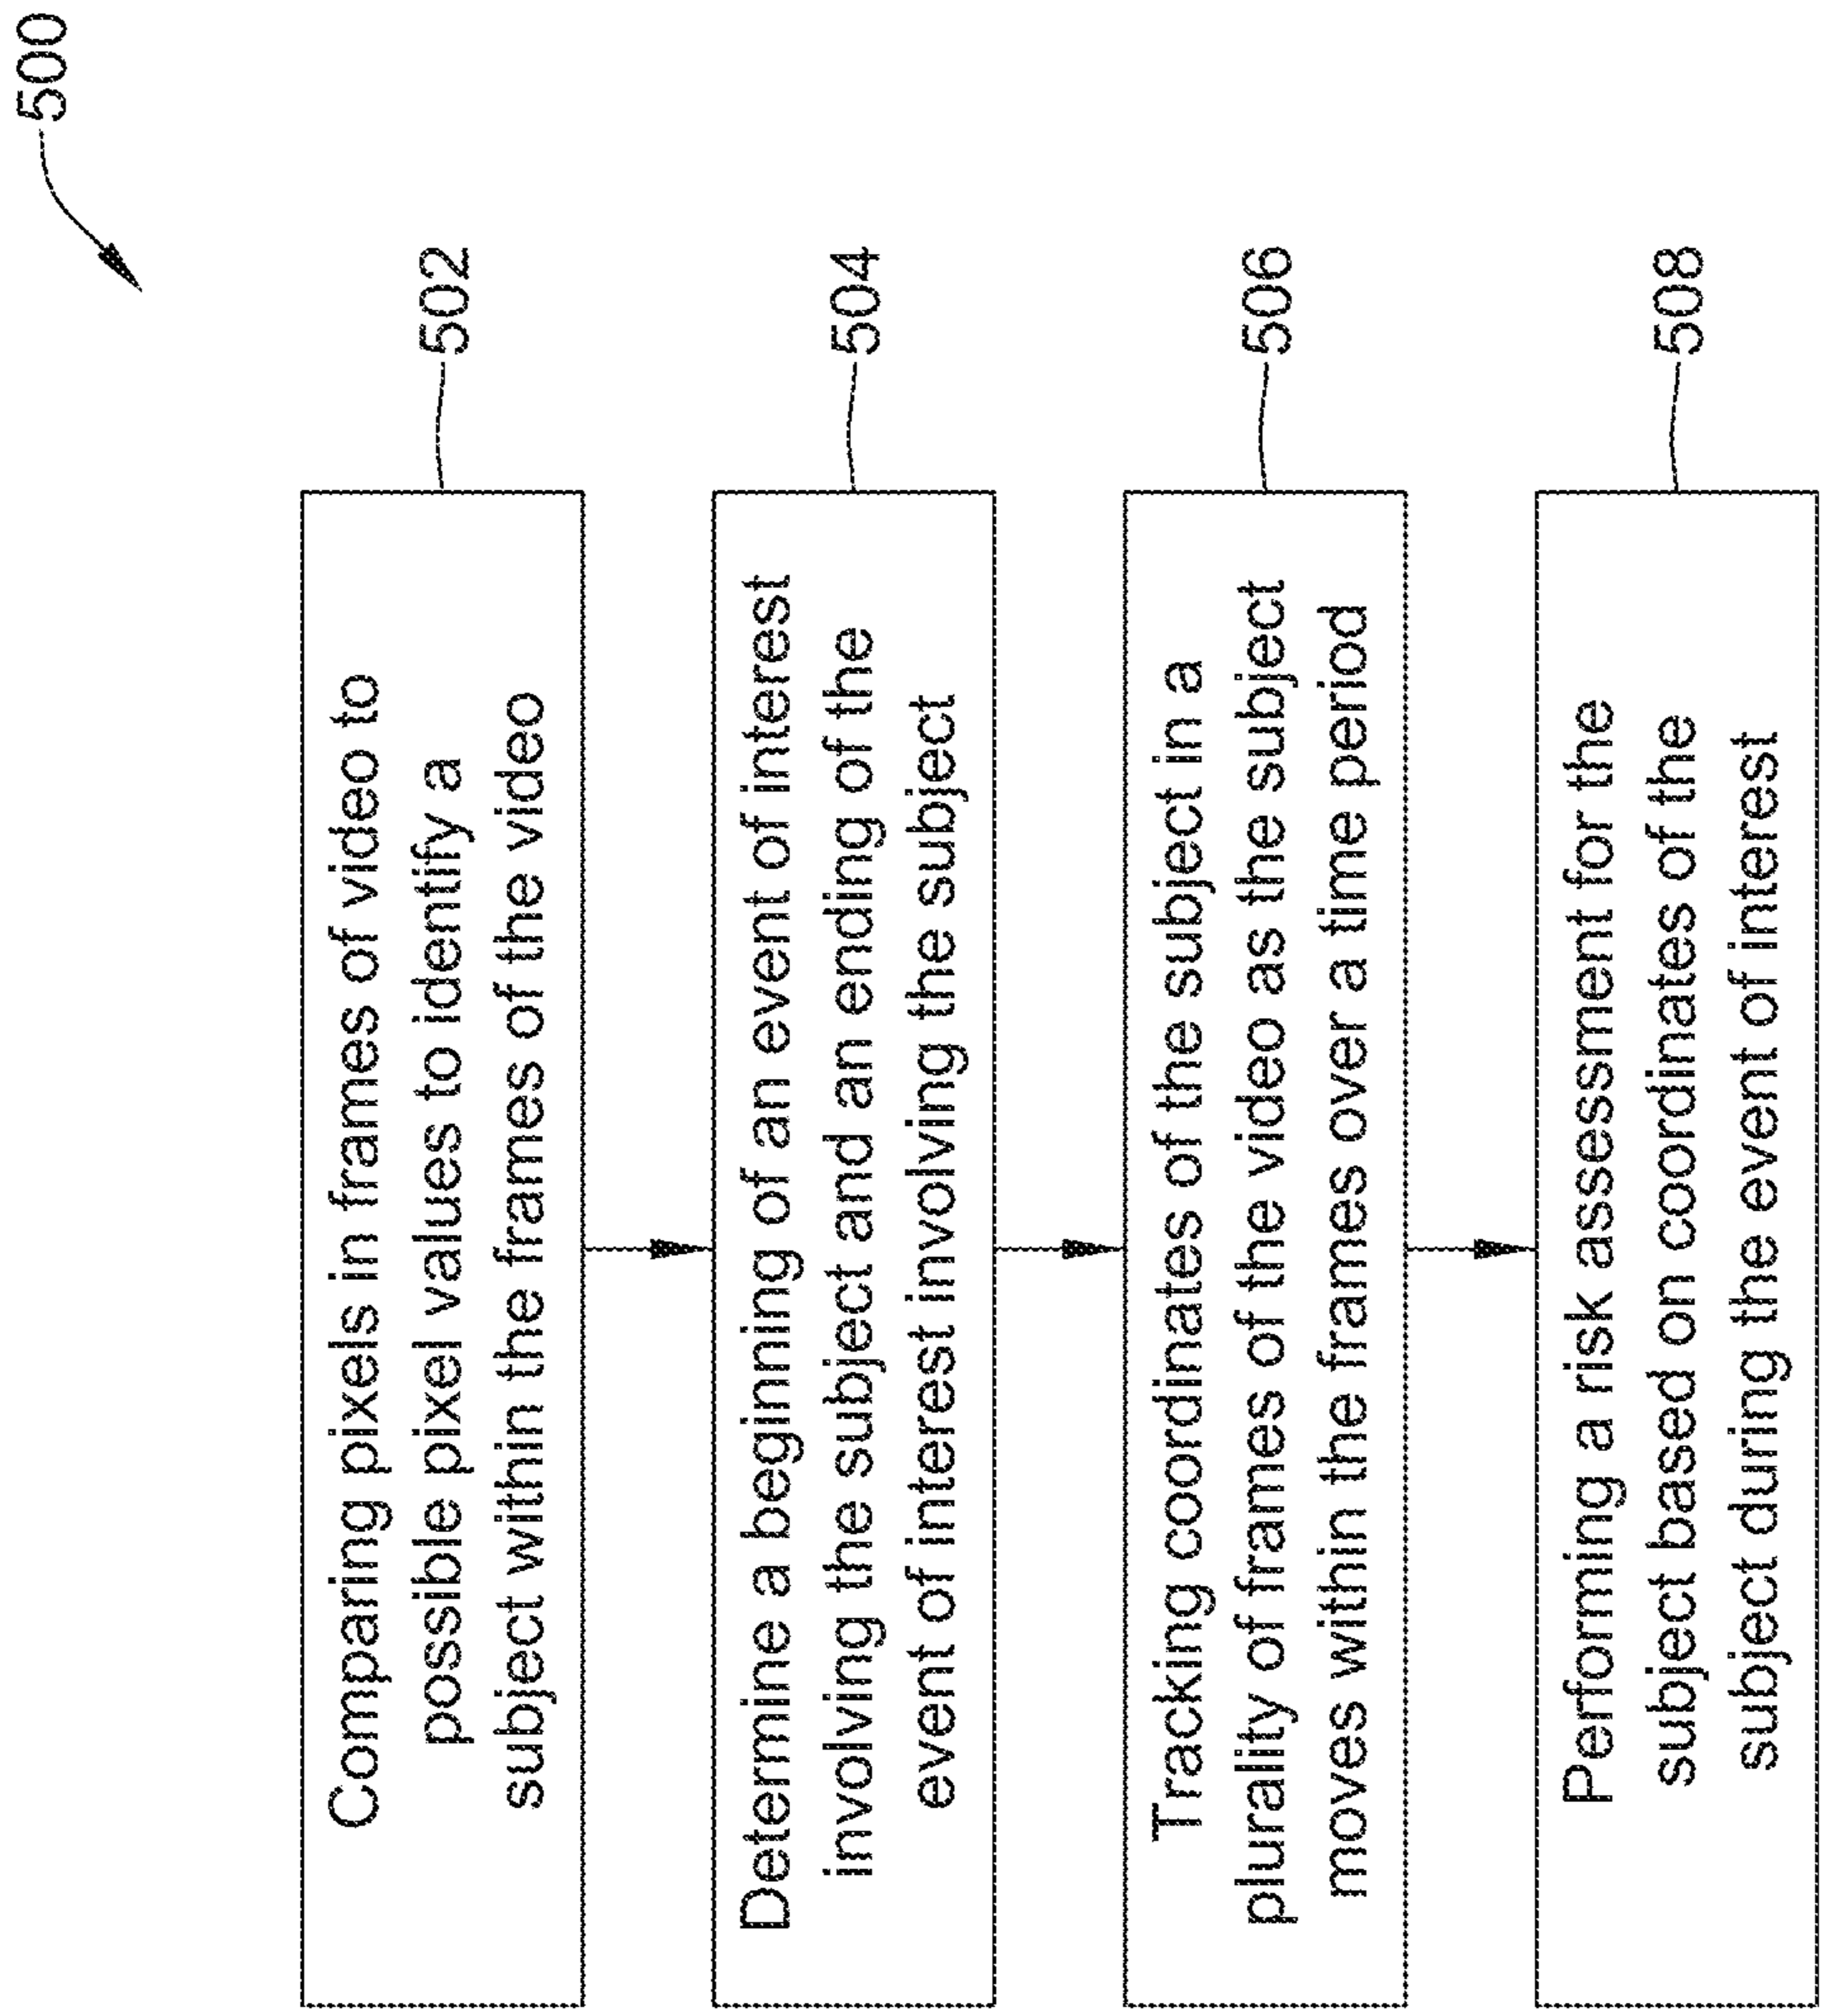 500
Comparing pixels in frames of video to
possible pixel values to identify a
subject within the frames of the video
502
Determine a beginning of an event of interest
involving the subject and an ending of the
event of interest involving the subject
504
Tracking coordinates of the subject in a
plurality of frames of the video as the subject
moves within the frames over a time period
506
Performing a risk assessment for the
subject based on coordinates of the
subject during the event of interest
508